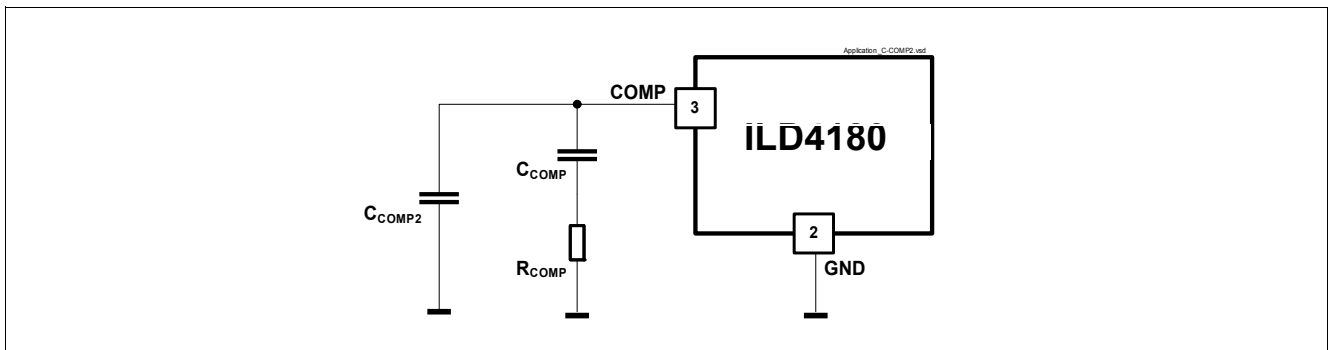 Application_C-COMP2.vsd
COMP
3
ILD4180
CCOMP
CCOMP2
2
RCOMP
GND